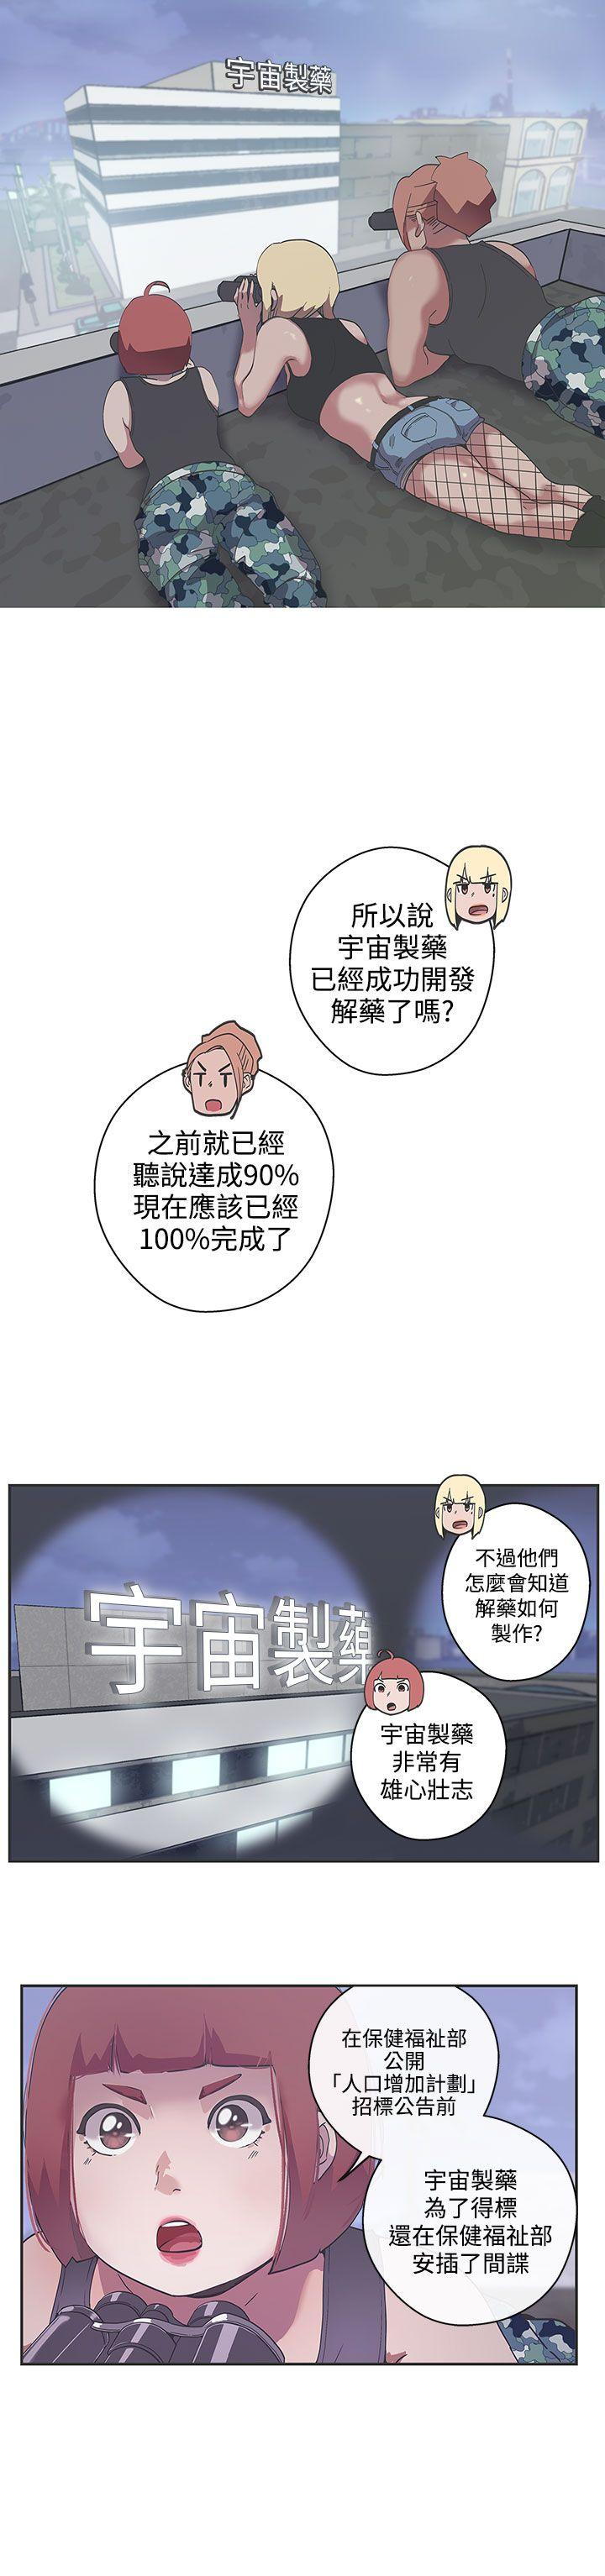 宇宙製藥
所以說
宇宙製藥
已經成功開發
解藥了嗎?
之前就已經
聽說達成90%
現在應該已經
100%完成了
宇宙製藥
不過他們
怎麼會知道
解藥如何
製作?
宇宙製藥
非常有
雄心壯志
在保健福祉部
公開
「人口增加計劃」
招標公告前
宇宙製藥
為了得標
還在保健福祉部
安插了間諜